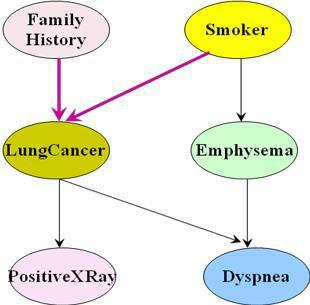 Family
History
Smoker
LungCancer
Emphysema
PositiveXRay
Dyspnea